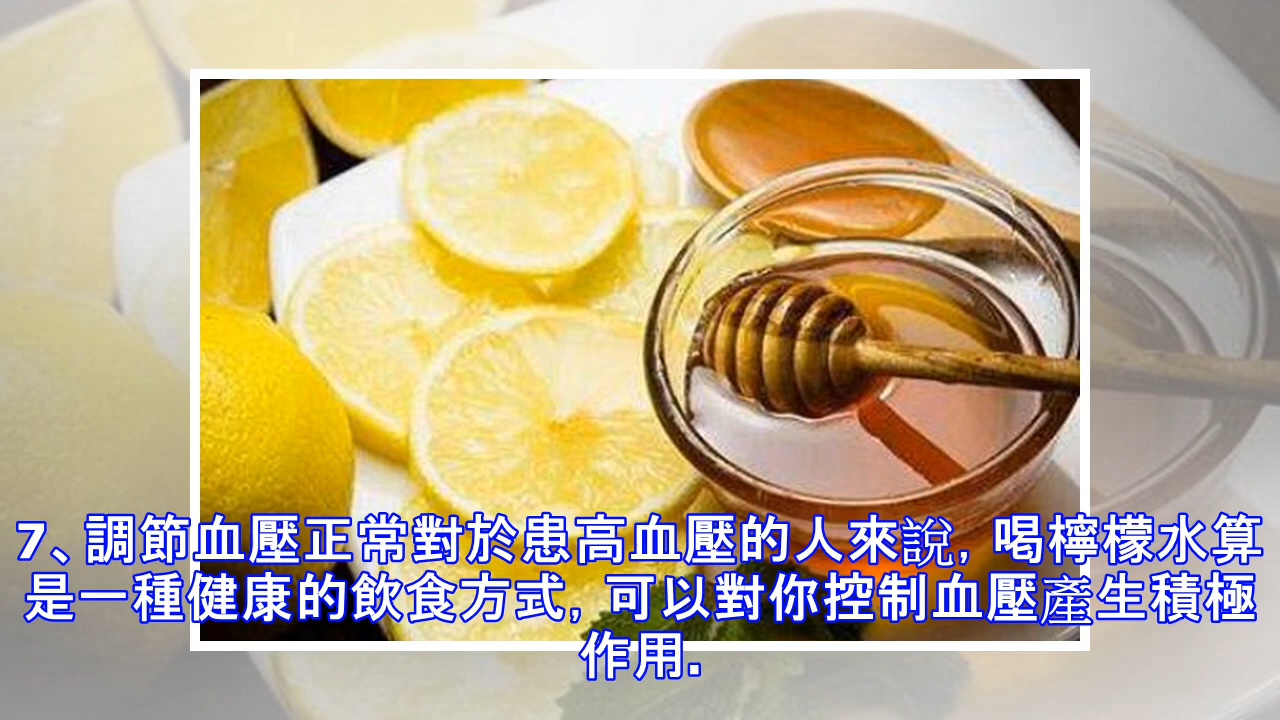 7、調節血壓正常對於患高血壓的人來說, 喝檸檬水算
是一種健康的飲食方式, 可以對你控制血壓產生積極
作用.